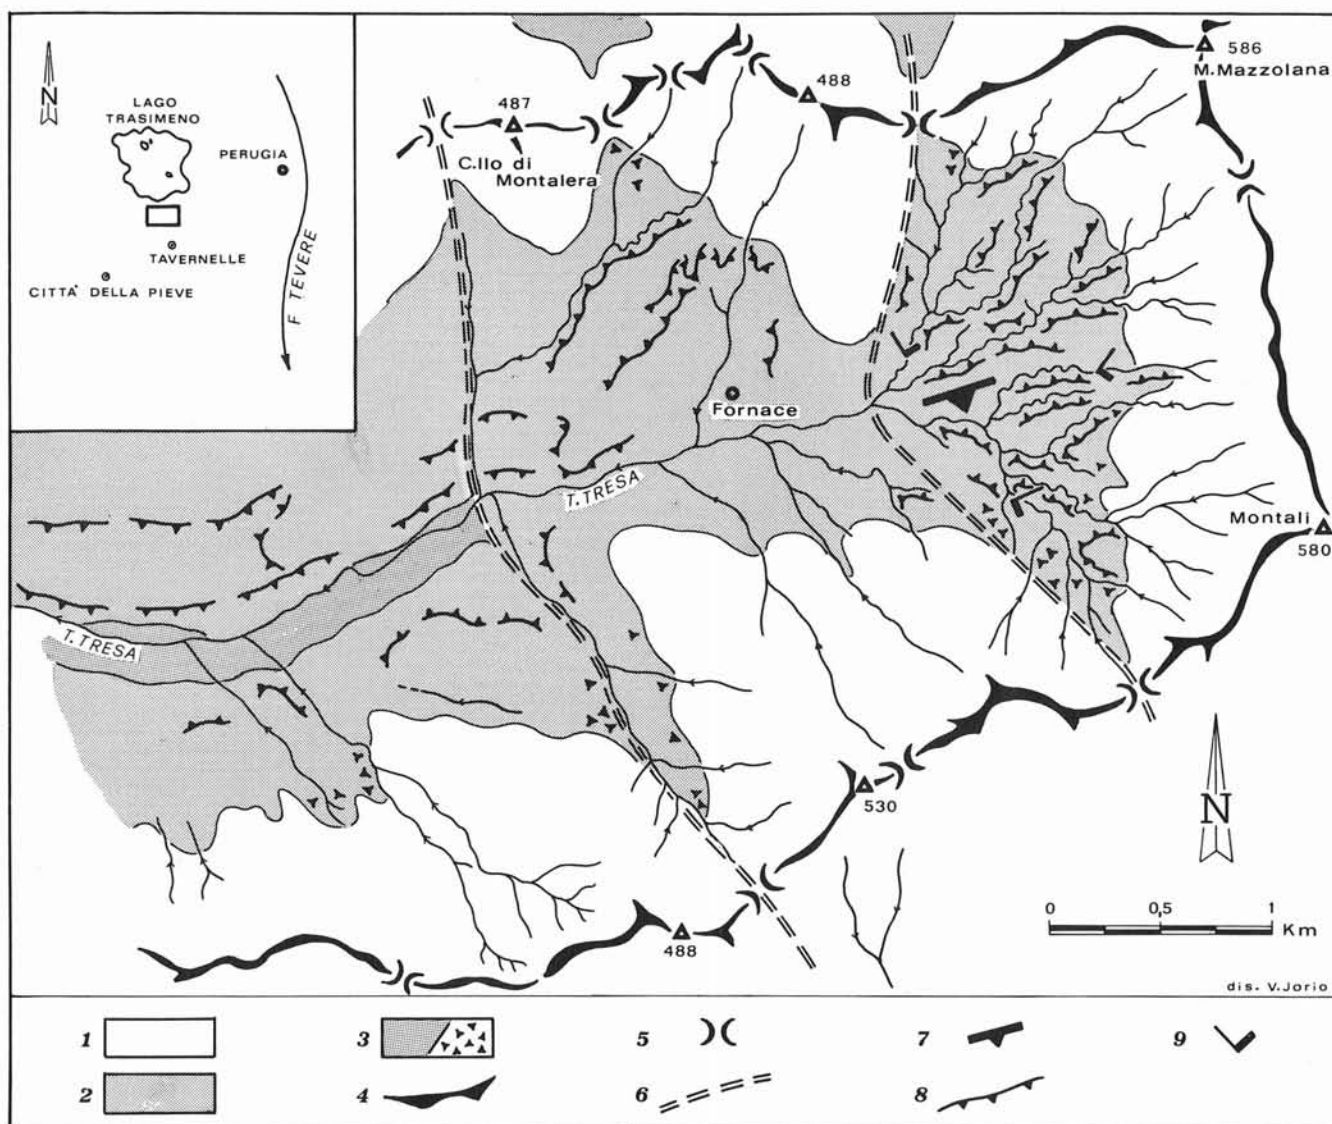 N
LAGO
TRASIMENO
PERUGIA
TAVERNELLE
CITTÀ DELLA PIEVE
F TEVERE
487
C.llo di
Montalera
488
586
M.Mazzolana
Fornace
T. TRESA
T. TRESA
Montali
580
530
488
N
0 0,5 1
Km
dis. V.Jorio
1
3
5
7
9
2
4
6
8